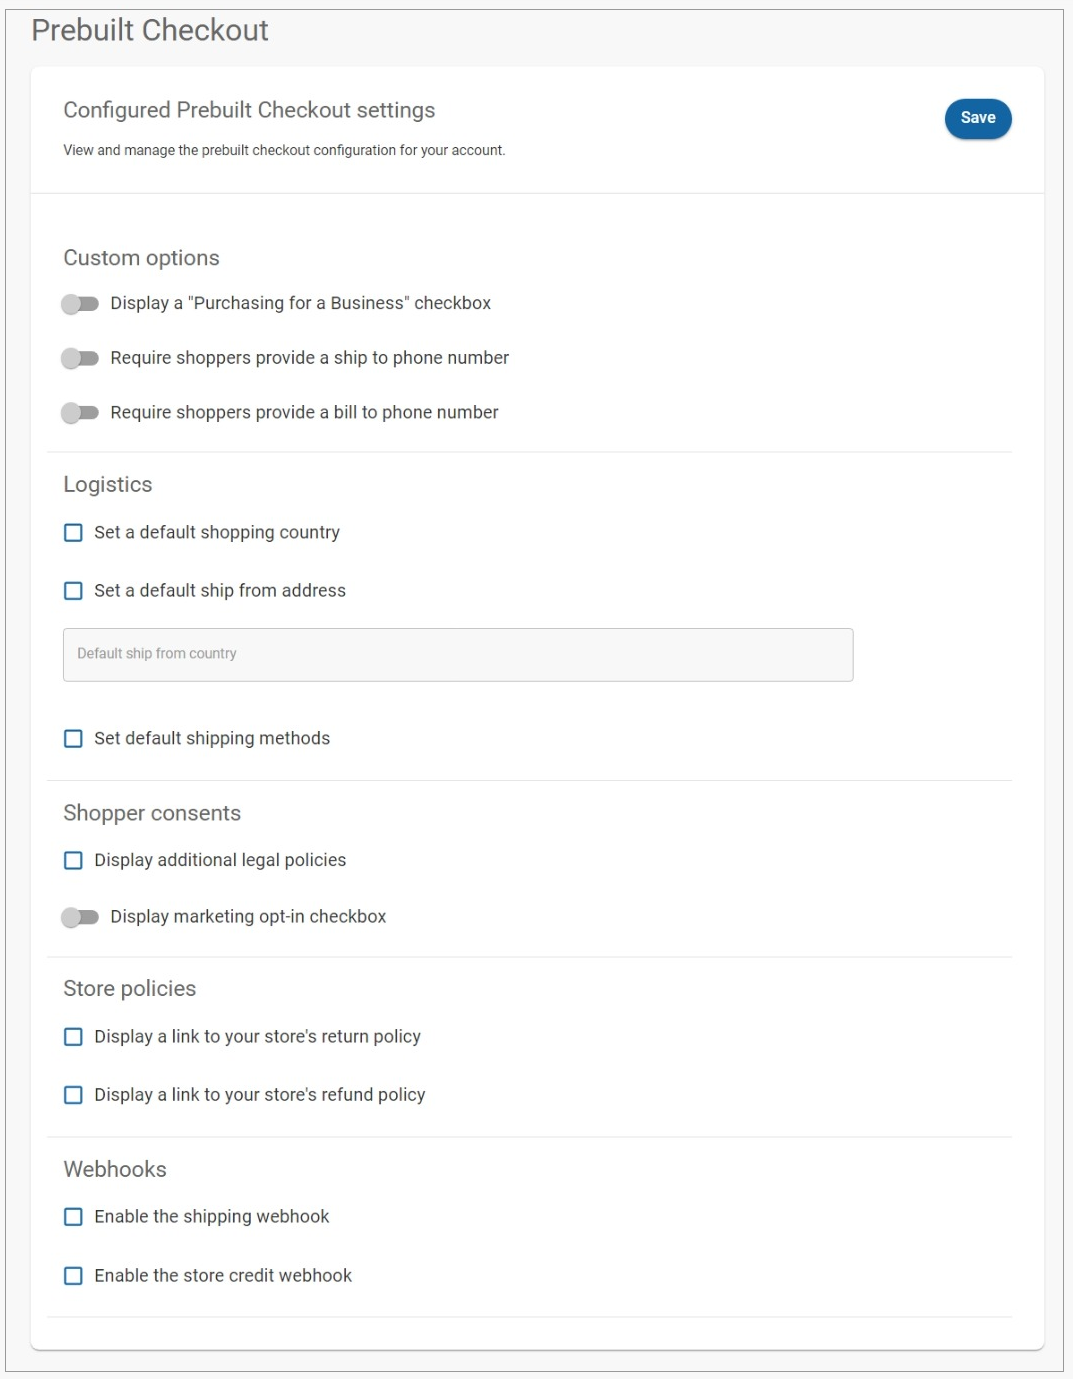 Prebuilt Checkout
Configured Prebuilt Checkout settings
Save
View and manage the prebuilt checkout configuration for your account.
Custom options
Display a "Purchasing for a Business" checkbox
Require shoppers provide a ship to phone number
Require shoppers provide a bill to phone number
Logistics
Set a default shopping country
Set a default ship from address
Default ship from country
Set default shipping methods
Shopper consents
Display additional legal policies
Display marketing opt-in checkbox
Store policies
Display a link to your store's return policy
Display a link to your store's refund policy
Webhooks
Enable the shipping webhook
Enable the store credit webhook